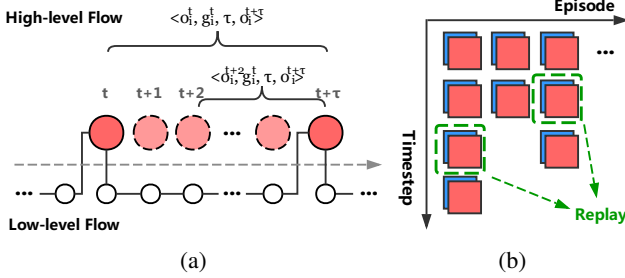 High-level Flow
<o_i^t, g_i^t, τ, o_i^{t+τ}>
<o_i^{t+2}, g_i^t, τ, o_i^{t+τ}>
t t+1 t+2 t+τ
...
... ... ...
Low-level Flow
(a)
Episode
...
Timestep
Replay
(b)